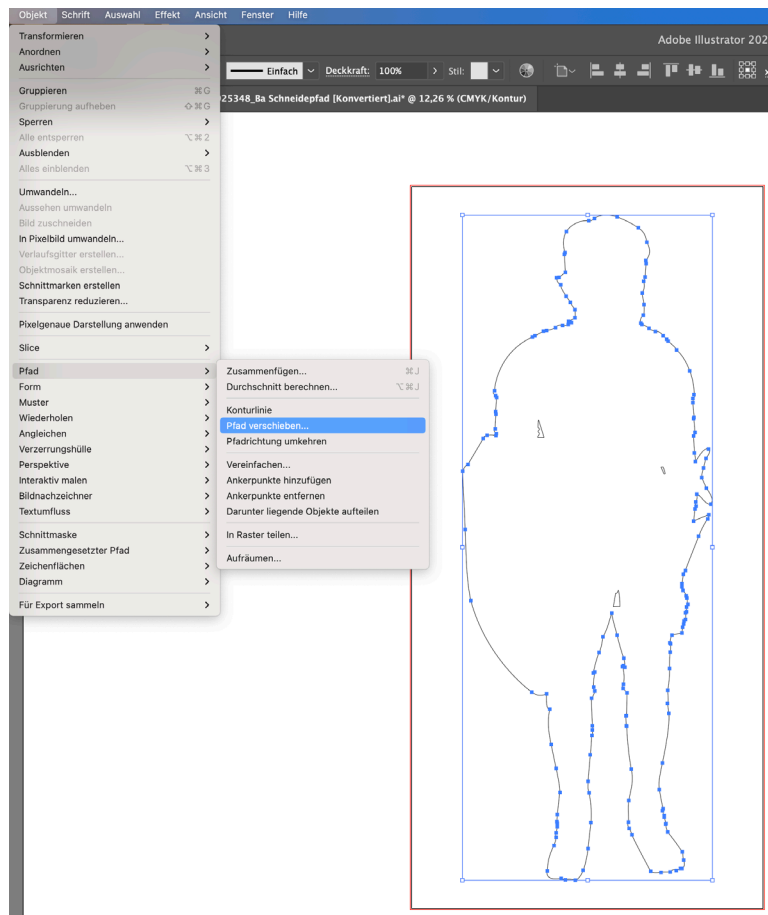 Objekt Schrift Auswahl Effekt Ansicht Fenster Hilfe
Adobe Illustrator 202
Einfach Deckkraft: 100% > Stil:
25348_Ba Schneidepfad [Konvertiert].ai* @ 12,26 % (CMYK/Kontur)
Transformieren >
Anordnen >
Ausrichten >
Gruppieren ⌘G
Gruppierung aufheben ⇧⌘G
Sperren >
Alle entsperren ⌥⌘2
Ausblenden >
Alles einblenden ⌥⌘3
Umwandeln...
Aussehen umwandeln
Bild zuschneiden
In Pixelbild umwandeln...
Verlaufsgitter erstellen...
Objektmosaik erstellen...
Schnittmarken erstellen
Transparenz reduzieren...
Pixelgenaue Darstellung anwenden
Slice >
Pfad >
Form >
Muster >
Wiederholen >
Angleichen >
Verzerrungshülle >
Perspektive >
Interaktiv malen >
Bildnachzeichner >
Textumfluss >
Schnittmaske >
Zusammengesetzter Pfad >
Zeichenflächen >
Diagramm >
Für Export sammeln >
Zusammenfügen... ⌘J
Durchschnitt berechnen... ⌥⌘J
Konturlinie
Pfad verschieben...
Pfadrichtung umkehren
Vereinfachen...
Ankerpunkte hinzufügen
Ankerpunkte entfernen
Darunter liegende Objekte aufteilen
In Raster teilen...
Aufräumen...